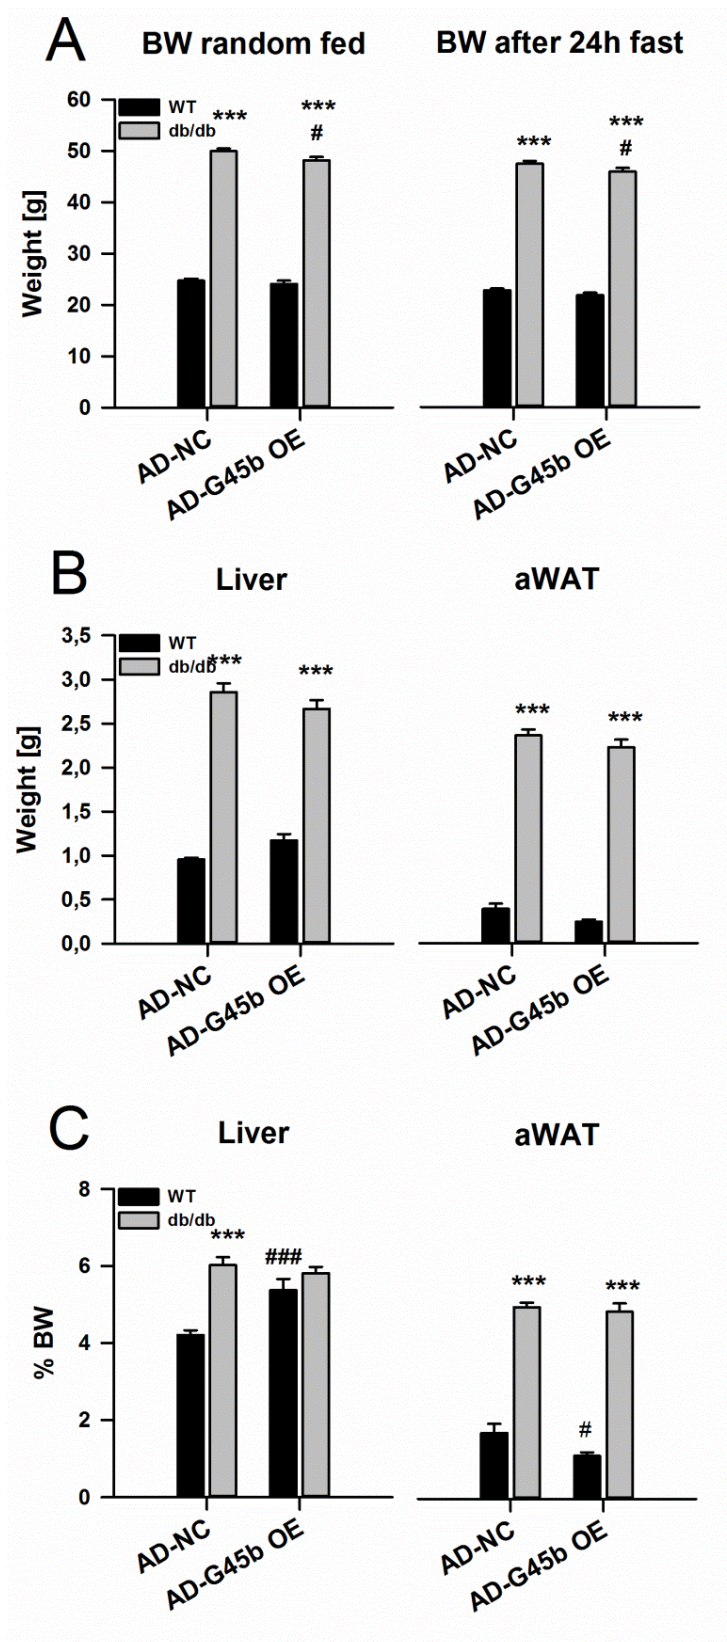 A
BW random fed
BW after 24h fast
Weight [g]
60
50
40
30
20
10
0
WT
db/db
***
***
#
***
***
#
AD-NC
AD-G45b OE
AD-NC
AD-G45b OE
B
Liver
aWAT
Weight [g]
3,5
3,0
2,5
2,0
1,5
1,0
0,5
0,0
WT
db/db
***
***
***
***
AD-NC
AD-G45b OE
AD-NC
AD-G45b OE
C
Liver
aWAT
% BW
8
6
4
2
0
WT
db/db
***
###
***
#
***
AD-NC
AD-G45b OE
AD-NC
AD-G45b OE